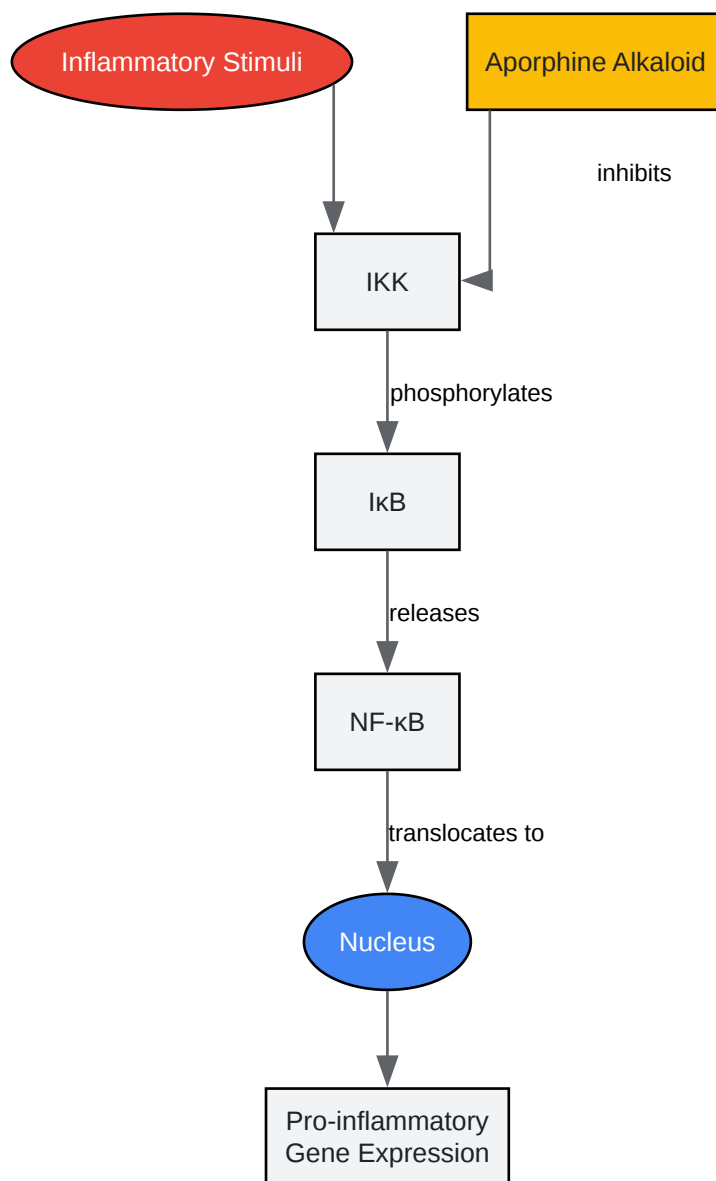 Inflammatory Stimuli
Aporphine Alkaloid
inhibits
IKK
phosphorylates
IκB
releases
NF-κB
translocates to
Nucleus
Pro-inflammatory
Gene Expression